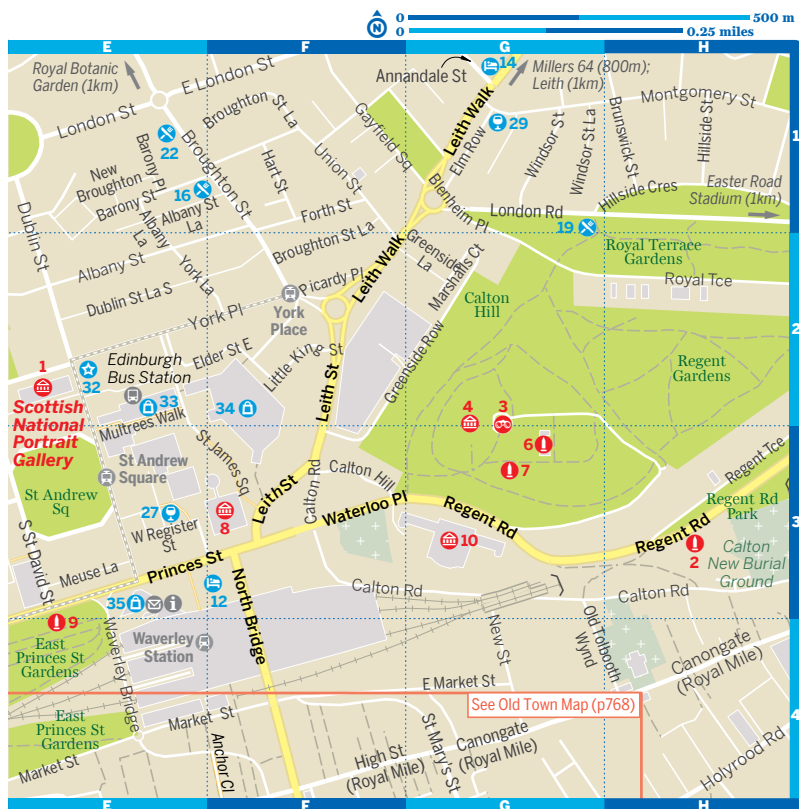 N
0 500 m
0 0.25 miles
E F G H
Royal Botanic
Garden (1km)
E London St
London St
Annandale St
14
Millers 64 (800m);
Leith (1km)
Montgomery St
Broughton
St La
Gayfield Sq
Leith Walk
Elm Row
29
Windsor St
Windsor St La
Brunswick St
Hillside St
1
22
Barony Pl
Broughton St
New
Broughton
Hart St
Union St
16
Barony St
Albany St
La
Albany
La
Forth St
Blenheim Pl
London Rd
Hillside Cres
Easter Road
Stadium (1km)
19
Royal Terrace
Gardens
Dublin St
Albany St
York La
Broughton St La
Leith Walk
Greenside
La
Marshalls Ct
Royal Tce
Dublin St La S
Picardy Pl
York Pl
York
Place
Calton
Hill
2
Regent
Gardens
1
32
Edinburgh
Bus Station
Elder St E
Little King St
Leith St
Greenside Row
Scottish
National
Portrait
Gallery
33
34
Multrees Walk
4
3
6
7
St James Sq
St Andrew
Square
St Andrew
Sq
Calton Hill
Calton Rd
Leith St
Waterloo Pl
Regent Rd
Regent Tce
Regent Rd
Park
3
27
8
W Register
St
S St David St
Princes St
10
Regent Rd
2
Calton
New Burial
Ground
Meuse La
North Bridge
Calton Rd
Calton Rd
35
i
12
9
East
Princes St
Gardens
Waverley Bridge
Waverley
Station
New St
Old Tolbooth
Wynd
Canongate
(Royal Mile)
E Market St
See Old Town Map (p768)
East
Princes St
Gardens
Market St
Market St
Anchor Cl
High St
(Royal Mile)
St Mary's St
Canongate
(Royal Mile)
Holyrood Rd
4
E F G H